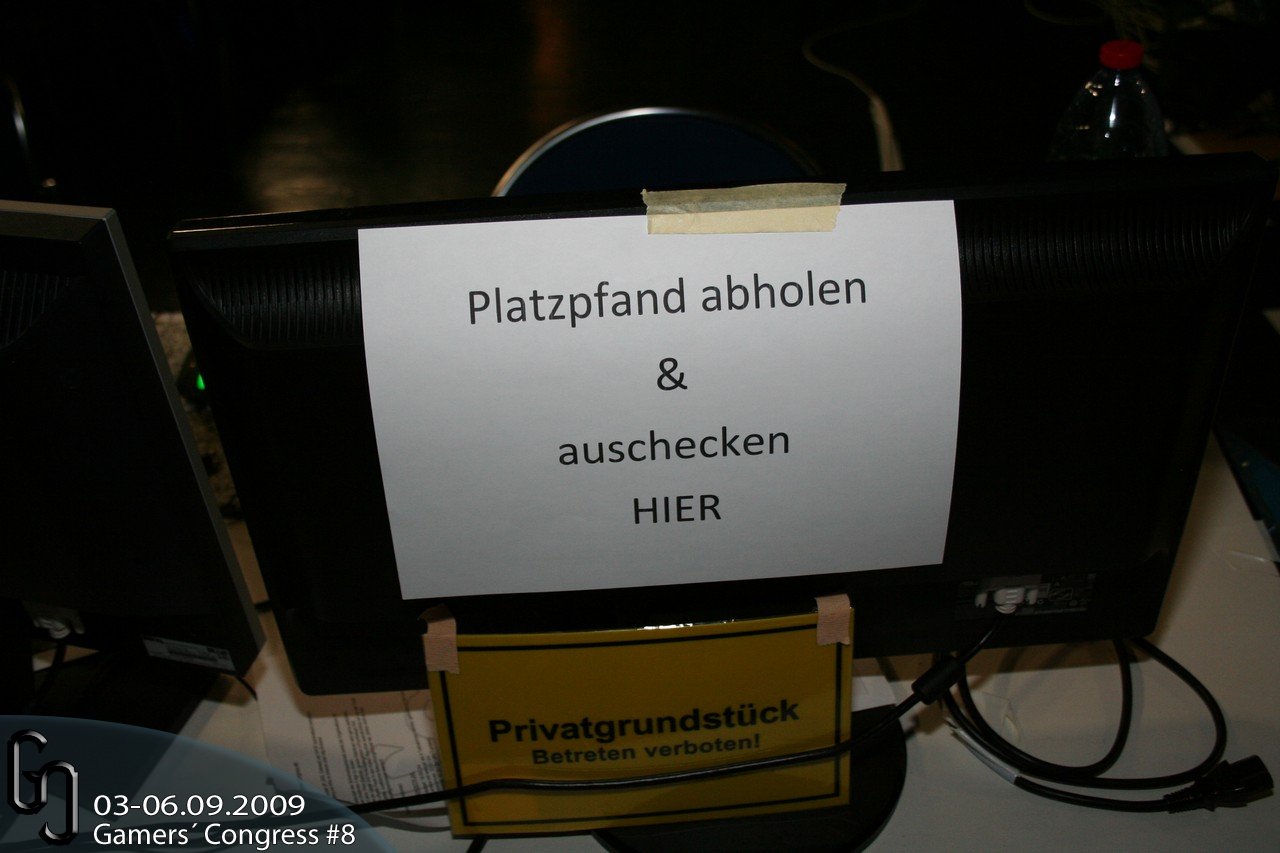 Platzpfand abholen
&
auschecken
HIER
Privatgrundstück
Betreten verboten!
03-06.09.2009
Gamers´ Congress #8